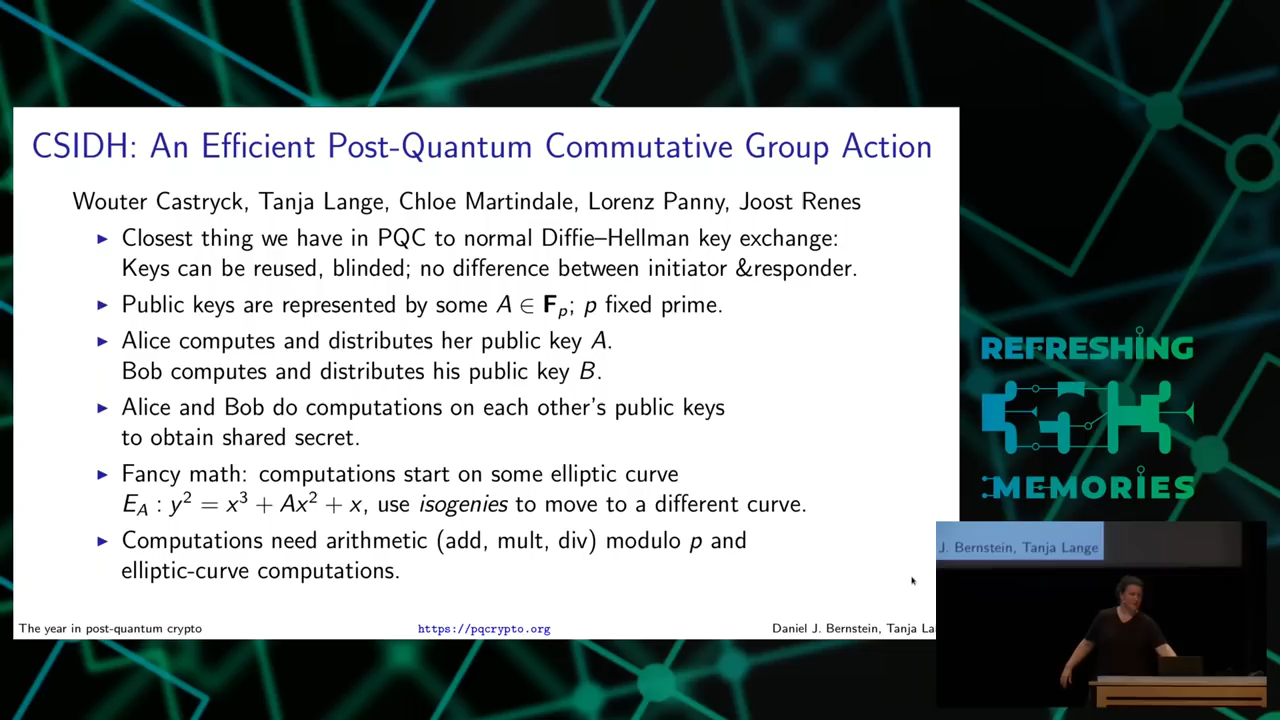 CSIDH: An Efficient Post-Quantum Commutative Group Action
Wouter Castryck, Tanja Lange, Chloe Martindale, Lorenz Panny, Joost Renes
▶ Closest thing we have in PQC to normal Diffie–Hellman key exchange:
Keys can be reused, blinded; no difference between initiator &responder.
▶ Public keys are represented by some A ∈ Fₚ; p fixed prime.
▶ Alice computes and distributes her public key A.
Bob computes and distributes his public key B.
▶ Alice and Bob do computations on each other's public keys
to obtain shared secret.
▶ Fancy math: computations start on some elliptic curve
E_A : y² = x³ + Ax² + x, use isogenies to move to a different curve.
▶ Computations need arithmetic (add, mult, div) modulo p and
elliptic-curve computations.
The year in post-quantum crypto
https://pqcrypto.org
Daniel J. Bernstein, Tanja La
REFRESHING
35C3
MEMORIES
J. Bernstein, Tanja Lange